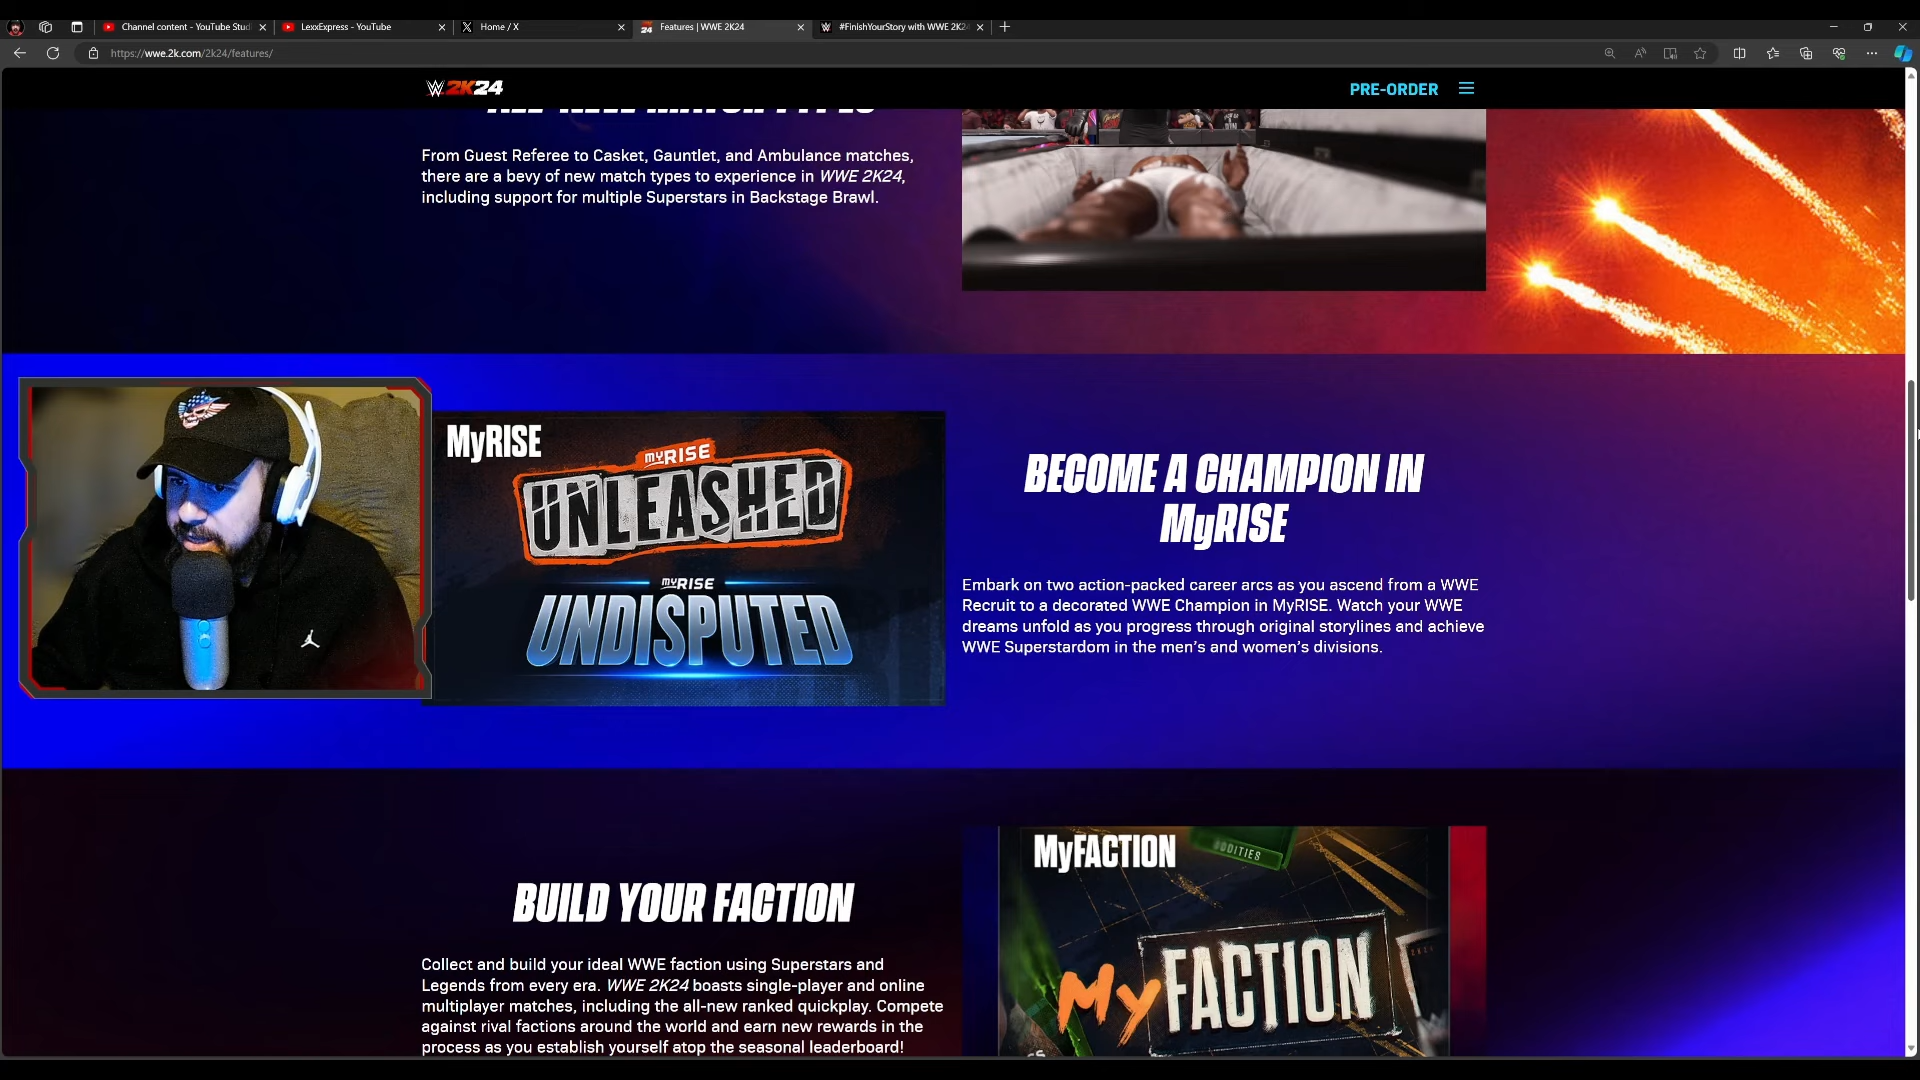 Channel content - YouTube Stud
LexxExpress - YouTube
Home / X
Features | WWE 2K24
#FinishYourStory with WWE 2K24
https://wwe.2k.com/2k24/features/
W 2K24
PRE-ORDER
ALL-NEW MATCH TYPES
From Guest Referee to Casket, Gauntlet, and Ambulance matches,
there are a bevy of new match types to experience in WWE 2K24,
including support for multiple Superstars in Backstage Brawl.
MyRISE
MyRISE
UNLEASHED
MyRISE
UNDISPUTED
BECOME A CHAMPION IN
MyRISE
Embark on two action-packed career arcs as you ascend from a WWE
Recruit to a decorated WWE Champion in MyRISE. Watch your WWE
dreams unfold as you progress through original storylines and achieve
WWE Superstardom in the men's and women's divisions.
BUILD YOUR FACTION
Collect and build your ideal WWE faction using Superstars and
Legends from every era. WWE 2K24 boasts single-player and online
multiplayer matches, including the all-new ranked quickplay. Compete
against rival factions around the world and earn new rewards in the
process as you establish yourself atop the seasonal leaderboard!
MyFACTION
ODDITIES
My FACTION